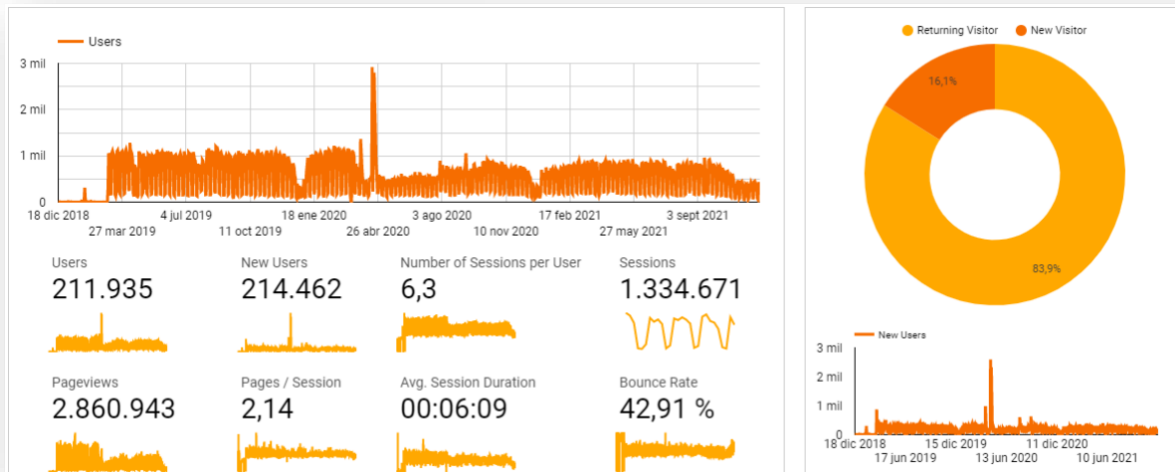 Users
3 mil
2 mil
1 mil
0
18 dic 2018
4 jul 2019
18 ene 2020
3 ago 2020
17 feb 2021
3 sept 2021
27 mar 2019
11 oct 2019
26 abr 2020
10 nov 2020
27 may 2021
Users
New Users
Number of Sessions per User
Sessions
211.935
214.462
6,3
1.334.671
Pageviews
Pages / Session
Avg. Session Duration
Bounce Rate
2.860.943
2,14
00:06:09
42,91 %
Returning Visitor
New Visitor
16,1%
83,9%
New Users
3 mil
2 mil
1 mil
0
18 dic 2018
15 dic 2019
11 dic 2020
17 jun 2019
13 jun 2020
10 jun 2021